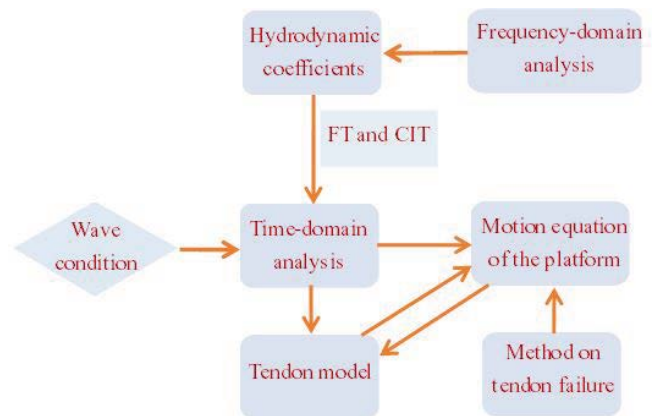 Hydrodynamic
coefficients
Frequency-domain
analysis
FT and CIT
Wave
condition
Time-domain
analysis
Motion equation
of the platform
Tendon model
Method on
tendon failure